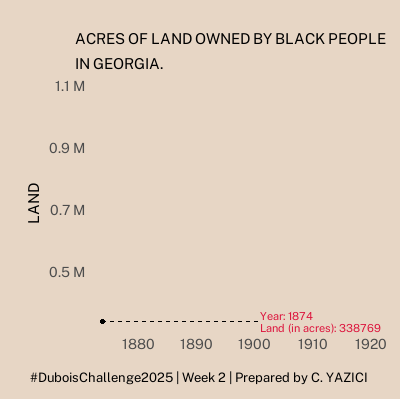 ACRES OF LAND OWNED BY BLACK PEOPLE
IN GEORGIA.
1.1 M
0.9 M
LAND
0.7 M
0.5 M
Year: 1874
Land (in acres): 338769
1880 1890 1900 1910 1920
#DuboisChallenge2025 | Week 2 | Prepared by C. YAZICI